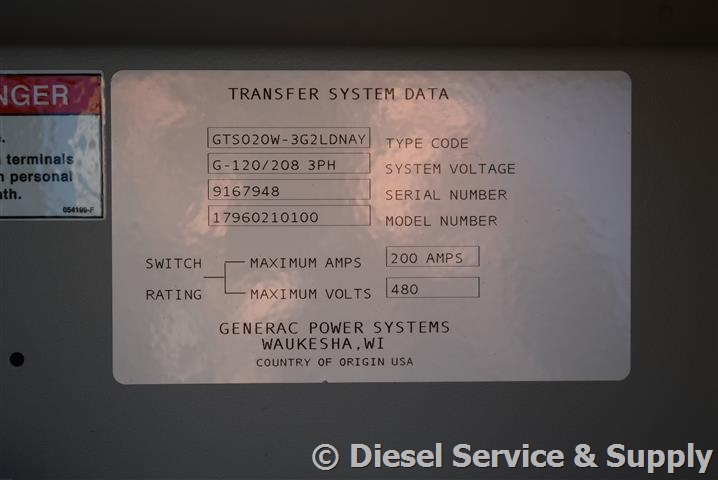 NGER
terminals
personal
054199-F
TRANSFER SYSTEM DATA
GTS020W-3G2LDNAY TYPE CODE
G-120/208 3PH SYSTEM VOLTAGE
9167948 SERIAL NUMBER
17960210100 MODEL NUMBER
SWITCH RATING
MAXIMUM AMPS 200 AMPS
MAXIMUM VOLTS 480
GENERAC POWER SYSTEMS
WAUKESHA,WI
COUNTRY OF ORIGIN USA
© Diesel Service & Supply